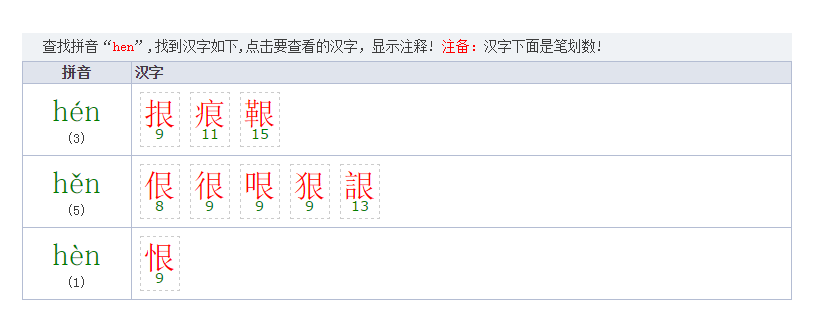 查找拼音“hen”,找到汉字如下,点击要查看的汉字，显示注释! 注备：汉字下面是笔划数!
拼音 汉字
hén 拫 痕 鞎
(3) 9 11 15
hěn 佷 很 哏 狠 詪
(5) 8 9 9 9 13
hèn 恨
(1) 9